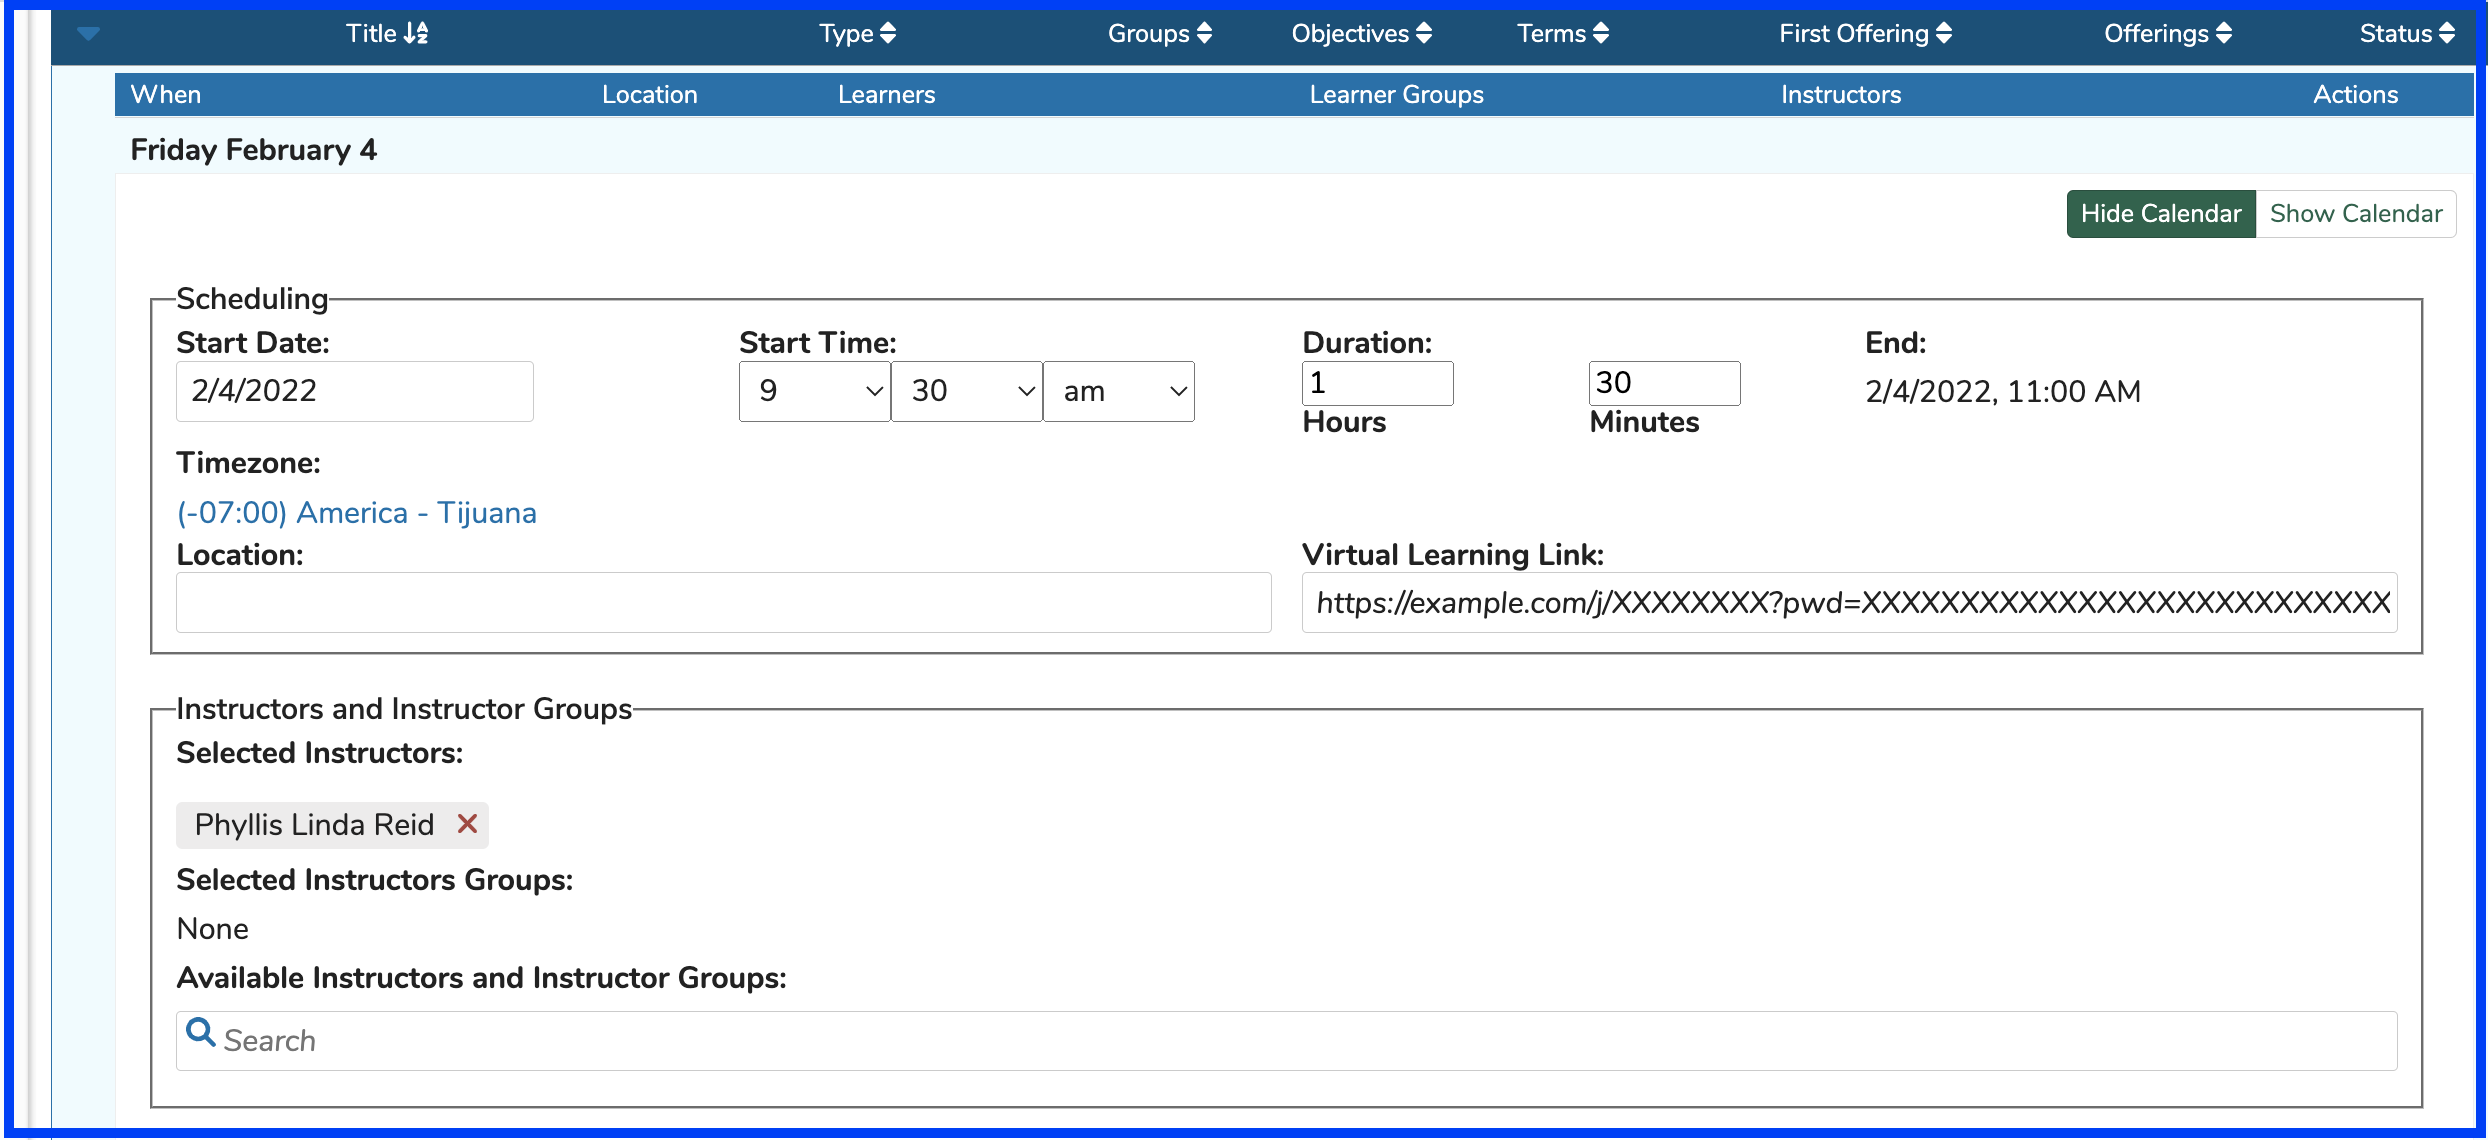 Title Type Groups Objectives Terms First Offering Offerings Status
When Location Learners Learner Groups Instructors Actions
Friday February 4
Hide Calendar Show Calendar
Scheduling
Start Date: Start Time: Duration: End:
2/4/2022 9 30 am 1 30 2/4/2022, 11:00 AM
Hours Minutes
Timezone:
(-07:00) America - Tijuana
Location: Virtual Learning Link:
https://example.com/j/XXXXXXXX?pwd=XXXXXXXXXXXXXXXXXXXXXXXXXXX
Instructors and Instructor Groups
Selected Instructors:
Phyllis Linda Reid
Selected Instructors Groups:
None
Available Instructors and Instructor Groups:
Search